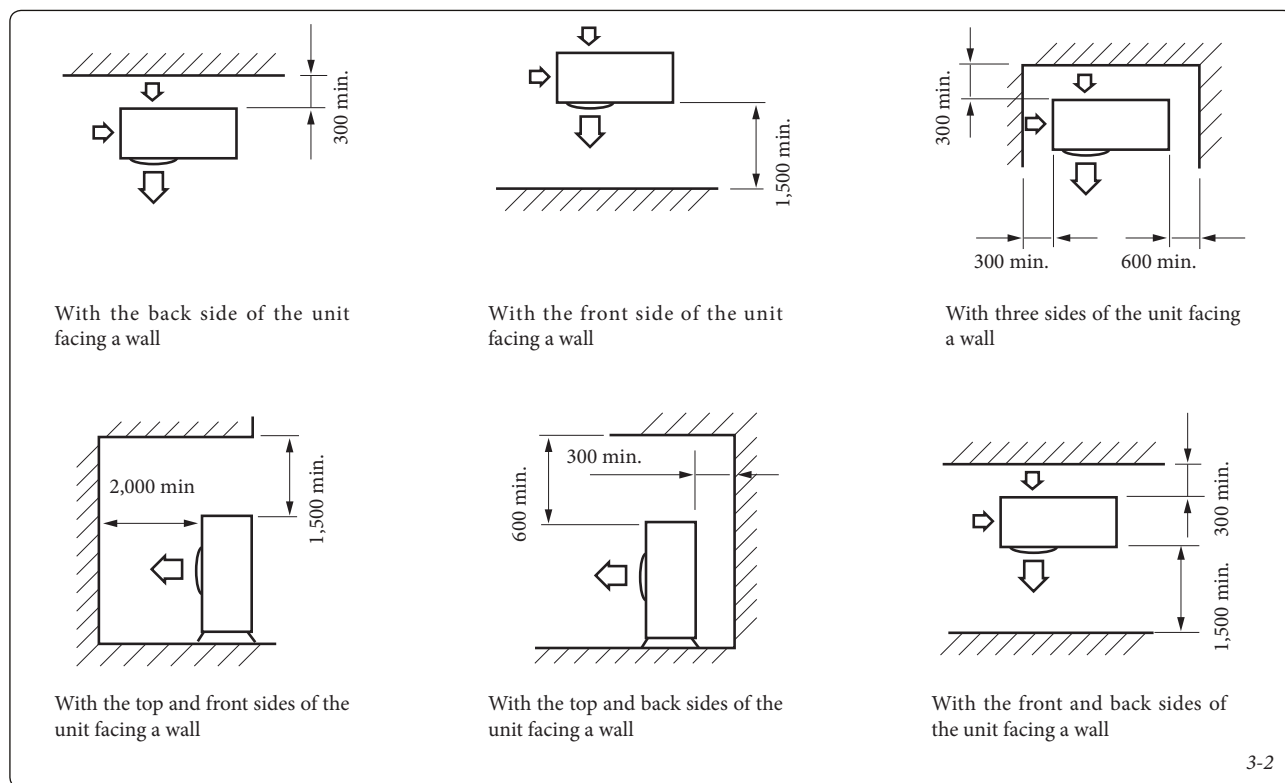 300 min.
With the back side of the unit
facing a wall
1,500 min.
With the front side of the unit
facing a wall
300 min.
300 min.
600 min.
With three sides of the unit facing
a wall
2,000 min
1,500 min.
With the top and front sides of the
unit facing a wall
300 min.
600 min.
With the top and back sides of the
unit facing a wall
300 min.
1,500 min.
With the front and back sides of
the unit facing a wall
3-2